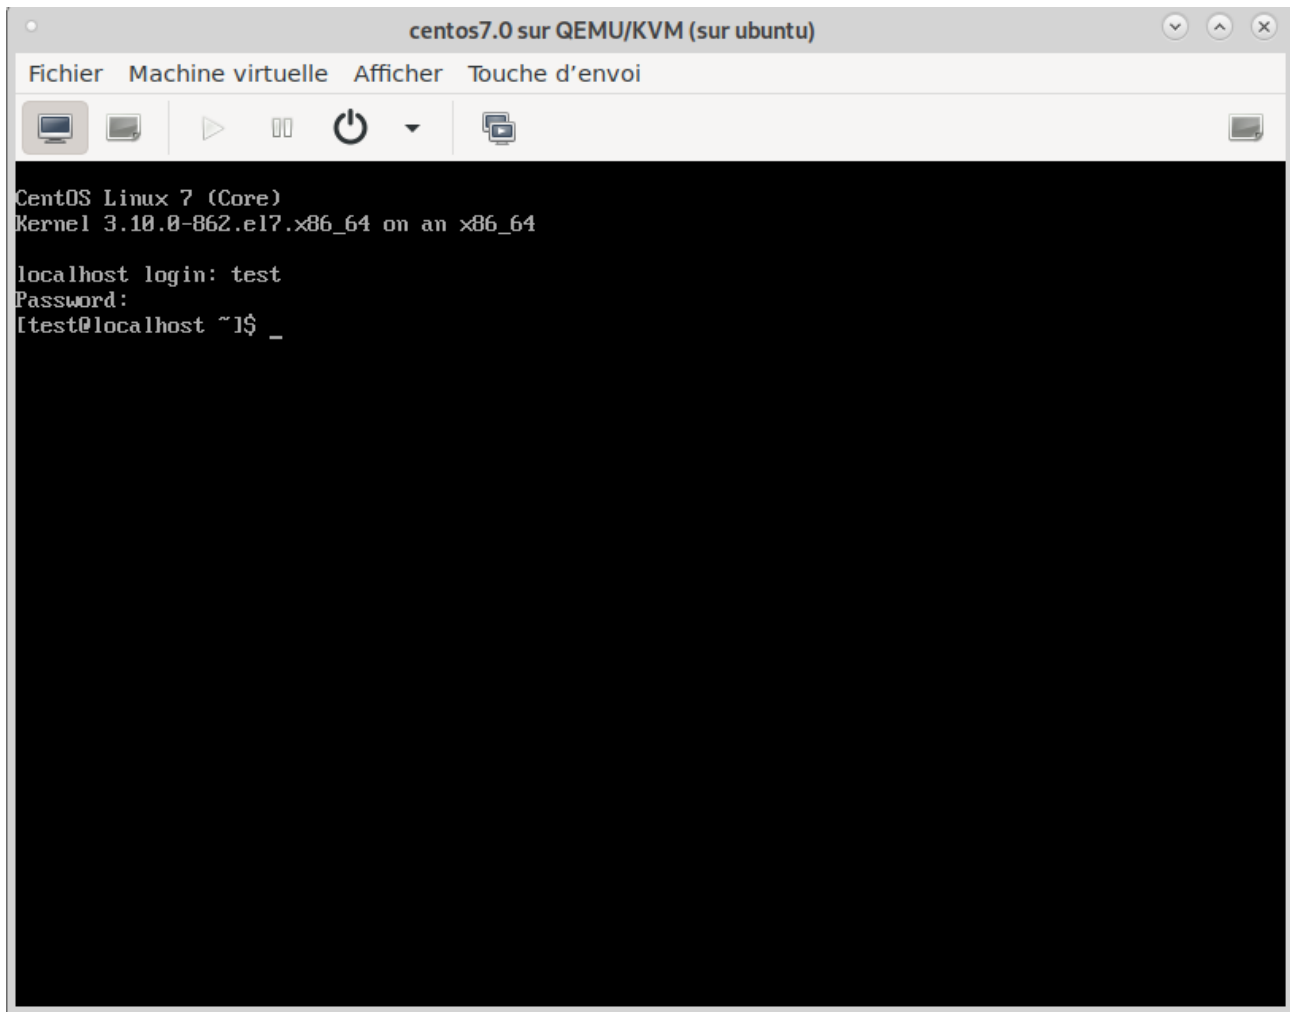 centos7.0 sur QEMU/KVM (sur ubuntu)
Fichier Machine virtuelle Afficher Touche d’envoi
CentOS Linux 7 (Core)
Kernel 3.10.0-862.el7.x86_64 on an x86_64
localhost login: test
Password:
[test@localhost ~]$ _